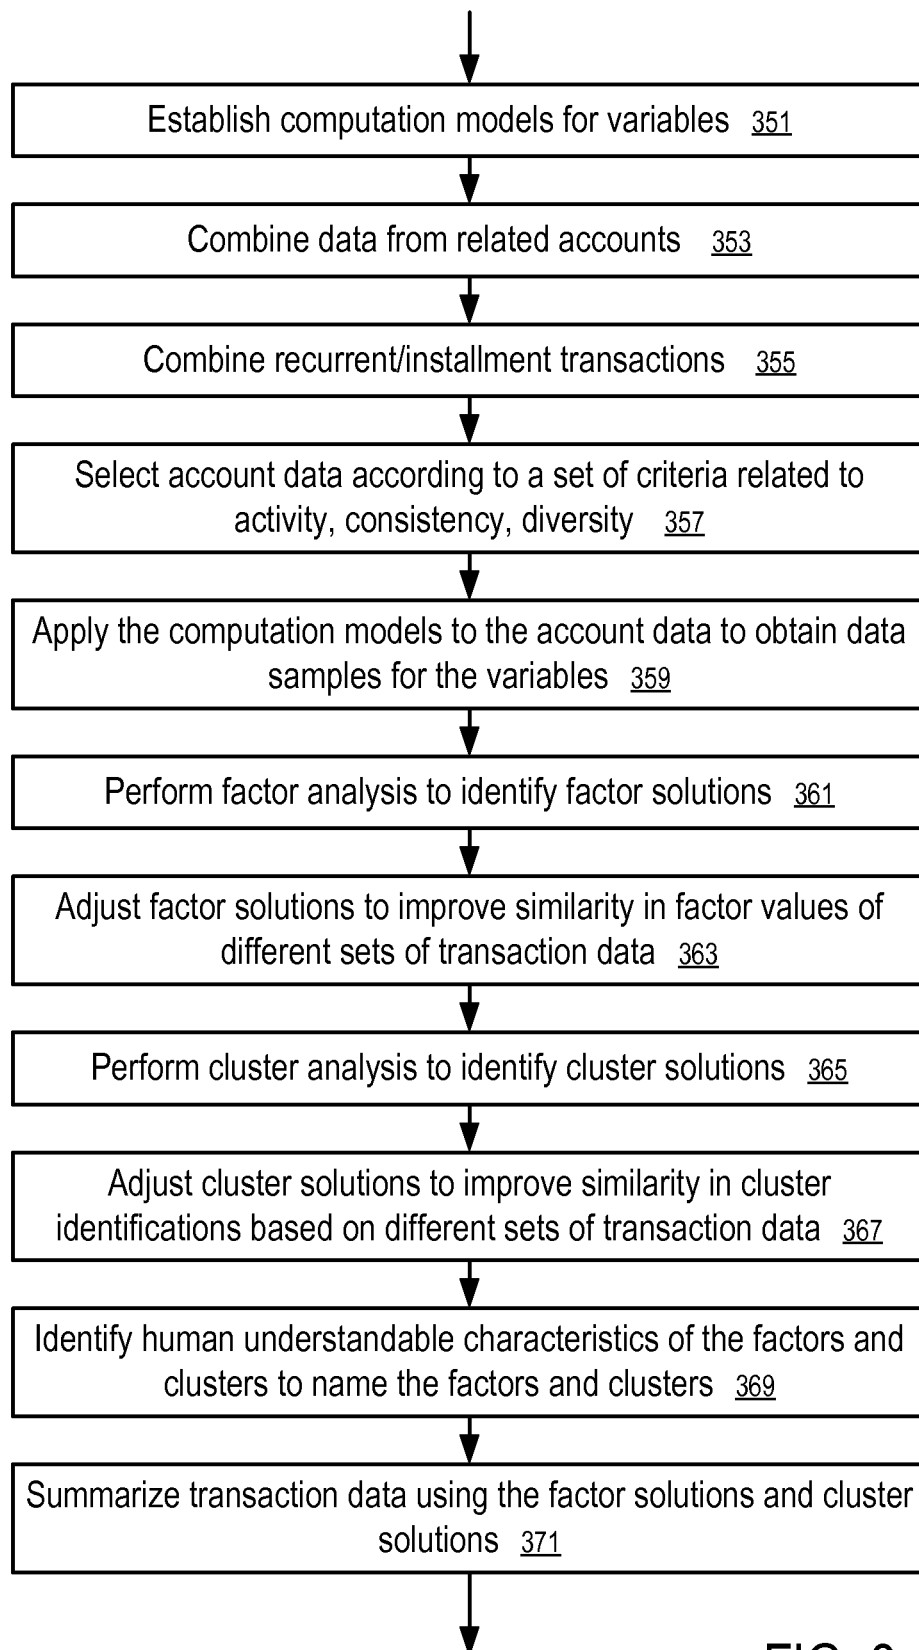 Establish computation models for variables 351
Combine data from related accounts 353
Combine recurrent/installment transactions 355
Select account data according to a set of criteria related to
activity, consistency, diversity 357
Apply the computation models to the account data to obtain data
samples for the variables 359
Perform factor analysis to identify factor solutions 361
Adjust factor solutions to improve similarity in factor values of
different sets of transaction data 363
Perform cluster analysis to identify cluster solutions 365
Adjust cluster solutions to improve similarity in cluster
identifications based on different sets of transaction data 367
Identify human understandable characteristics of the factors and
clusters to name the factors and clusters 369
Summarize transaction data using the factor solutions and cluster
solutions 371